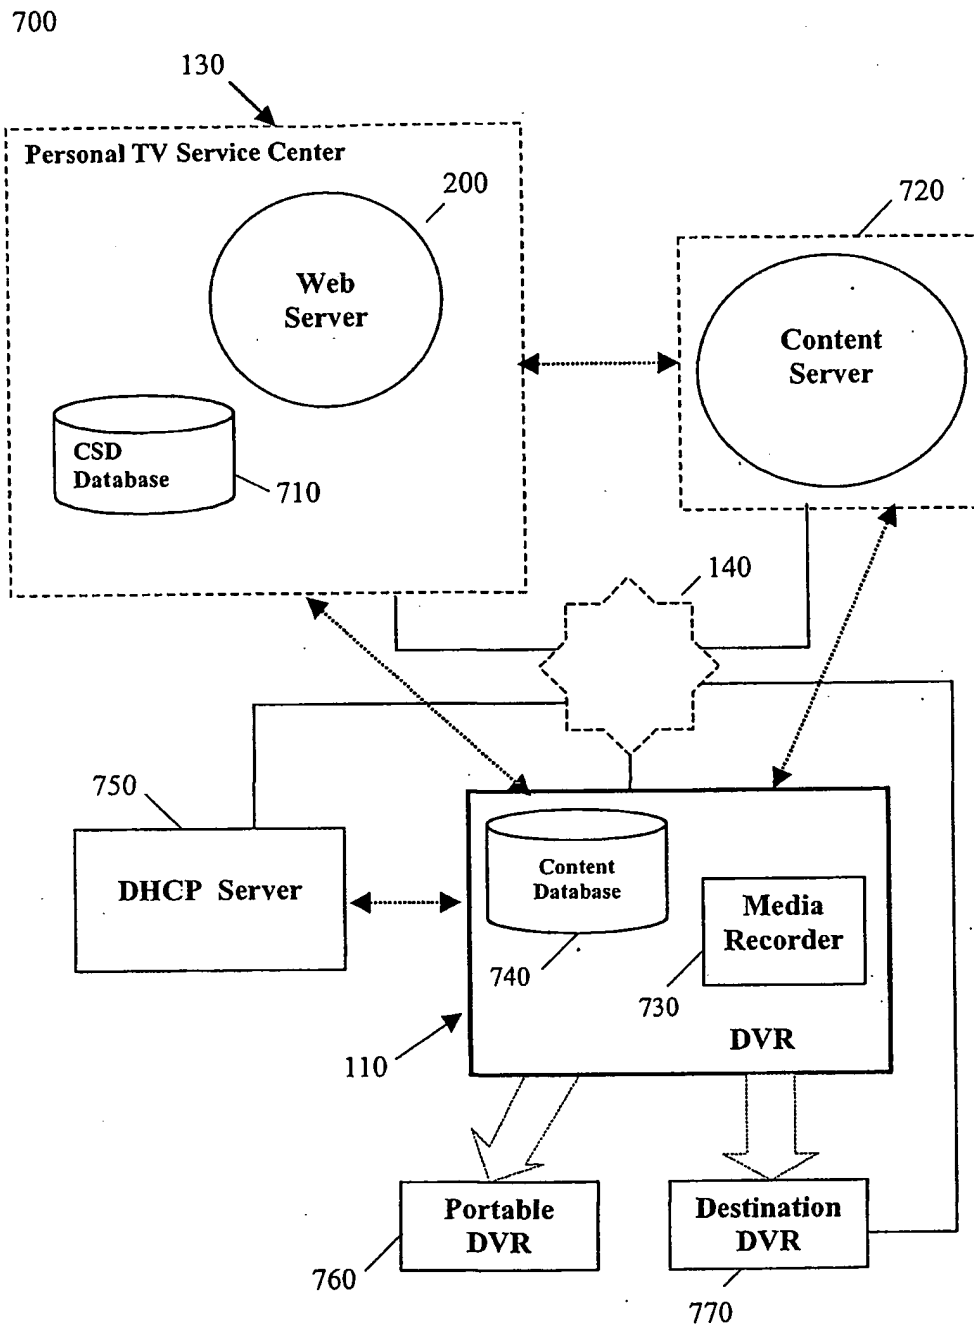 700
130
Personal TV Service Center
200
720
Web
Server
Content
Server
CSD
Database
710
140
750
DHCP Server
Content
Database
Media
Recorder
740
730
DVR
110
Portable
DVR
Destination
DVR
760
770